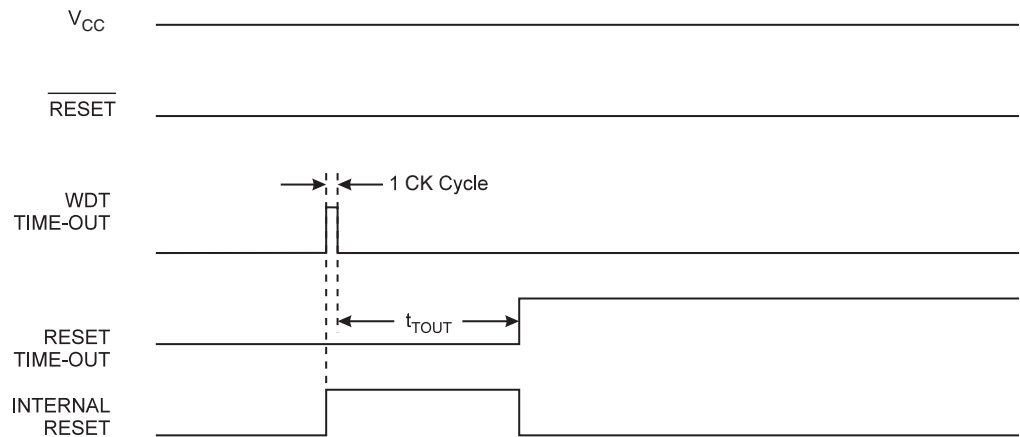 VCC
RESET
1 CK Cycle
WDT
TIME-OUT
tTOUT
RESET
TIME-OUT
INTERNAL
RESET